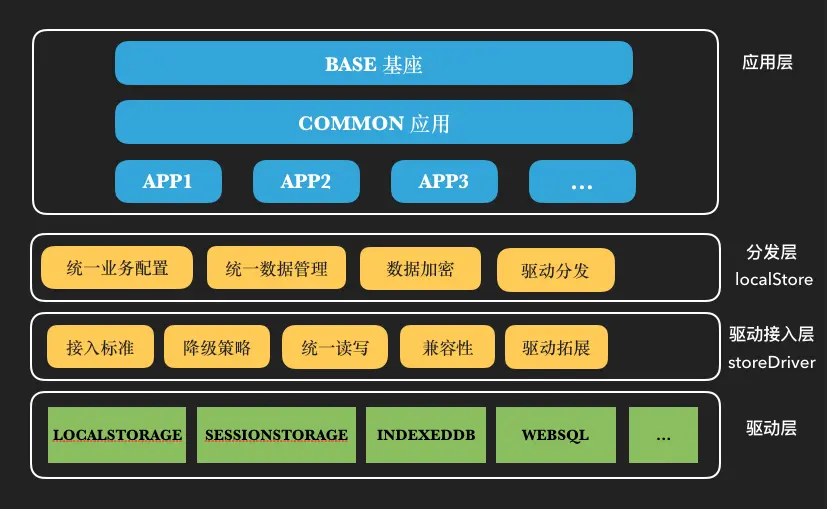 BASE 基座
应用层
COMMON 应用
APP1
APP2
APP3
...
统一业务配置
统一数据管理
数据加密
驱动分发
分发层
localStore
接入标准
降级策略
统一读写
兼容性
驱动拓展
驱动接入层
storeDriver
LOCALSTORAGE
SESSIONSTORAGE
INDEXEDDB
WEBSQL
...
驱动层